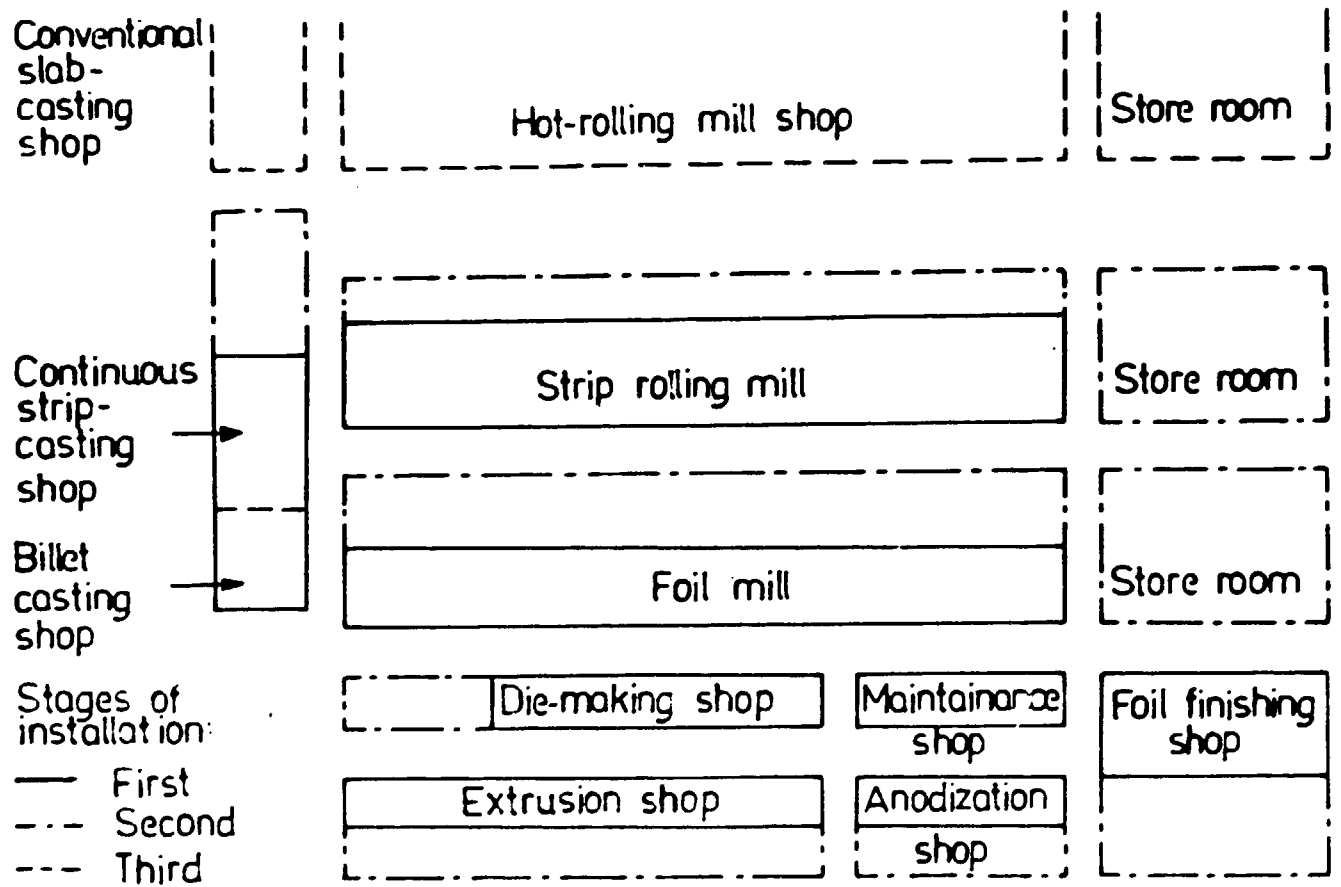 Conventional
slab-
casting
shop
Hot-rolling mill shop
Store room
Continuous
strip-
casting
shop
Strip rolling mill
Store room
Billet
casting
shop
Foil mill
Store room
Stages of
installation:
First
Second
Third
Die-making shop
Maintainance
shop
Foil finishing
shop
Extrusion shop
Anodization
shop